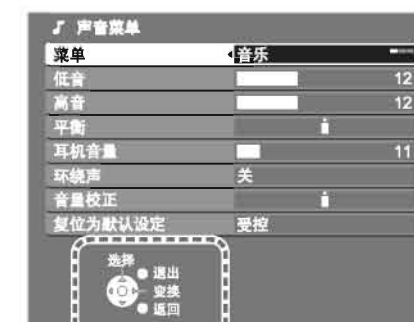 声音菜单
菜单 音乐
低音 12
高音 12
平衡
耳机音量 11
环绕声 关
音量校正
复位为默认设定 受控
选择
退出
变换
返回